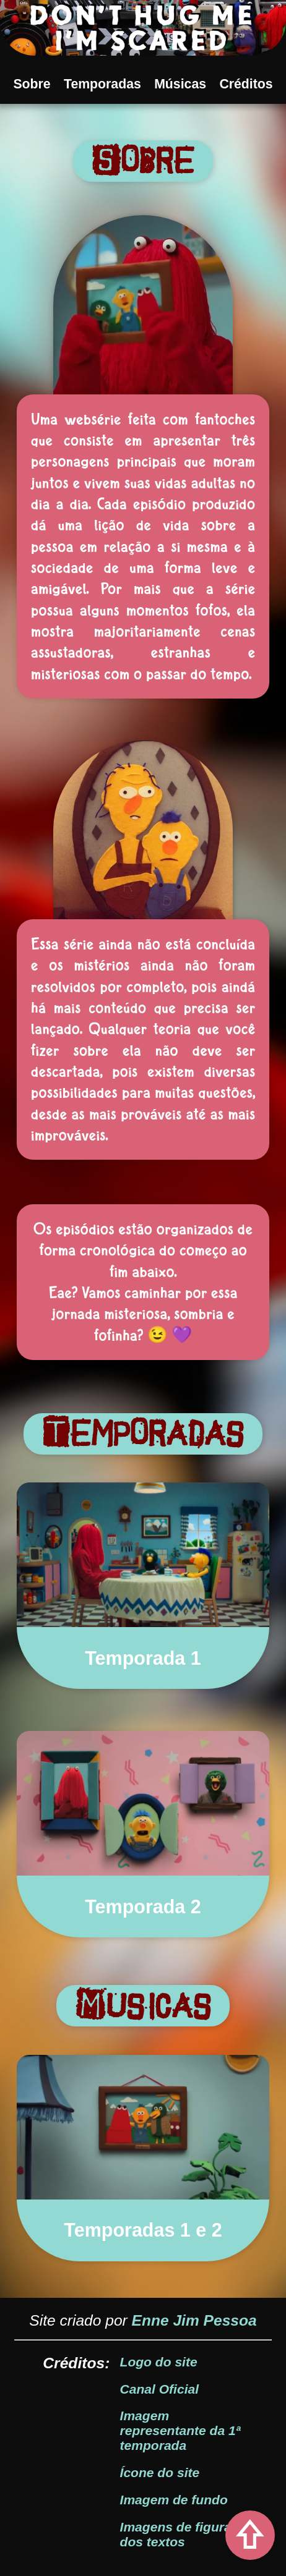 DON'T HUG ME
I'M SCARED
Sobre Temporadas Músicas Créditos
SOBRE
Uma websérie feita com fantoches
que consiste em apresentar três
personagens principais que moram
juntos e vivem suas vidas adultas no
dia a dia. Cada episódio produzido
dá uma lição de vida sobre a
pessoa em relação a si mesma e à
sociedade de uma forma leve e
amigável. Por mais que a série
possua alguns momentos fofos, ela
mostra majoritariamente cenas
assustadoras, estranhas e
misteriosas com o passar do tempo.
Essa série ainda não está concluída
e os mistérios ainda não foram
resolvidos por completo, pois aindá
há mais conteúdo que precisa ser
lançado. Qualquer teoria que você
fizer sobre ela não deve ser
descartada, pois existem diversas
possibilidades para muitas questões,
desde as mais prováveis até as mais
improváveis.
Os episódios estão organizados de
forma cronológica do começo ao
fim abaixo.
Eae? Vamos caminhar por essa
jornada misteriosa, sombria e
fofinha? 😉 💜
TEMPORADAS
Temporada 1
Temporada 2
MUSICAS
Temporadas 1 e 2
Site criado por Enne Jim Pessoa
Créditos:
Logo do site
Canal Oficial
Imagem
representante da 1ª
temporada
Ícone do site
Imagem de fundo
Imagens de figura
dos textos